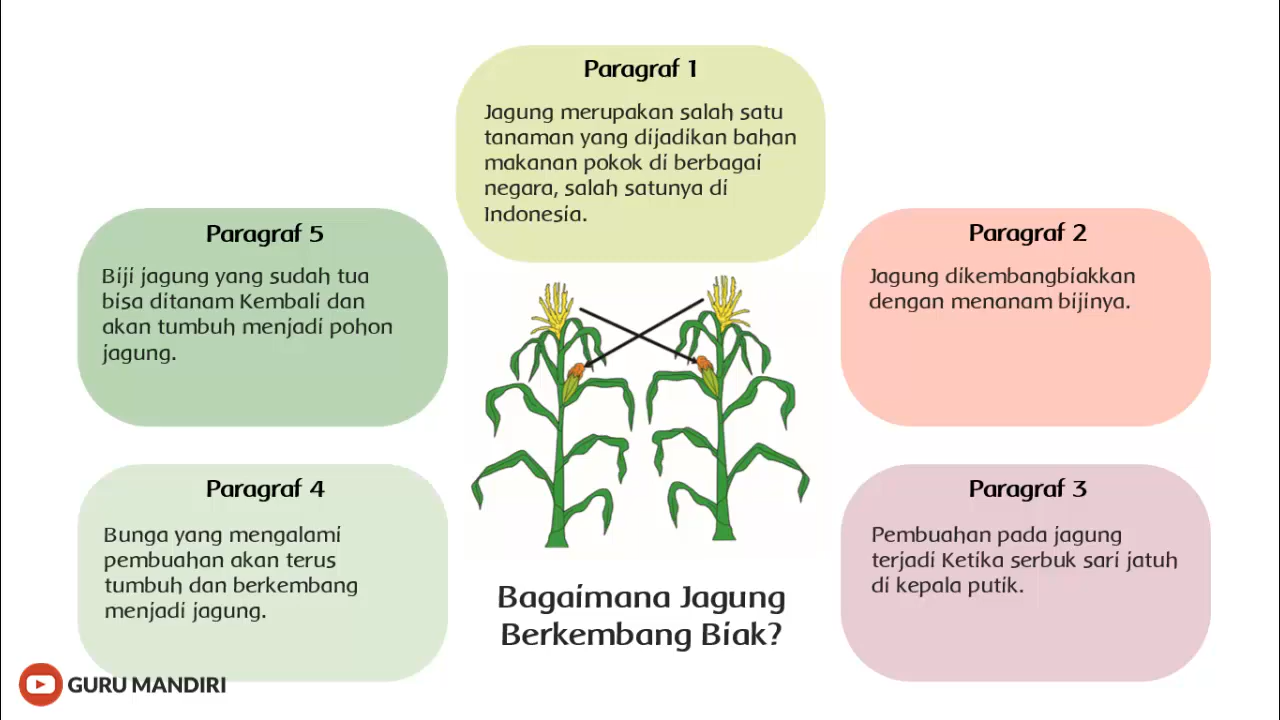 Paragraf 1
Jagung merupakan salah satu
tanaman yang dijadikan bahan
makanan pokok di berbagai
negara, salah satunya di
Indonesia.
Paragraf 2
Jagung dikembangbiakkan
dengan menanam bijinya.
Paragraf 3
Pembuahan pada jagung
terjadi Ketika serbuk sari jatuh
di kepala putik.
Paragraf 4
Bunga yang mengalami
pembuahan akan terus
tumbuh dan berkembang
menjadi jagung.
Paragraf 5
Biji jagung yang sudah tua
bisa ditanam Kembali dan
akan tumbuh menjadi pohon
jagung.
Bagaimana Jagung
Berkembang Biak?
GURU MANDIRI